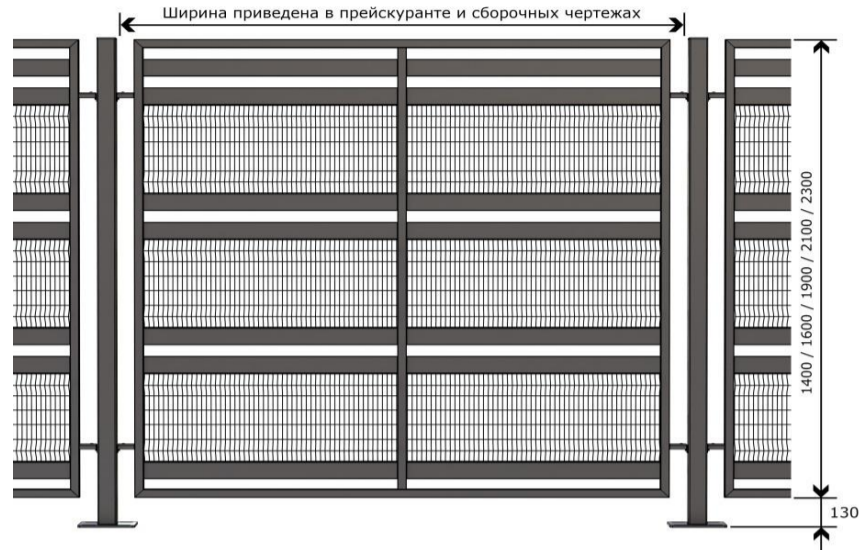 Ширина приведена в прейскуранте и сборочных чертежах
1400 / 1600 / 1900 / 2100 / 2300
130